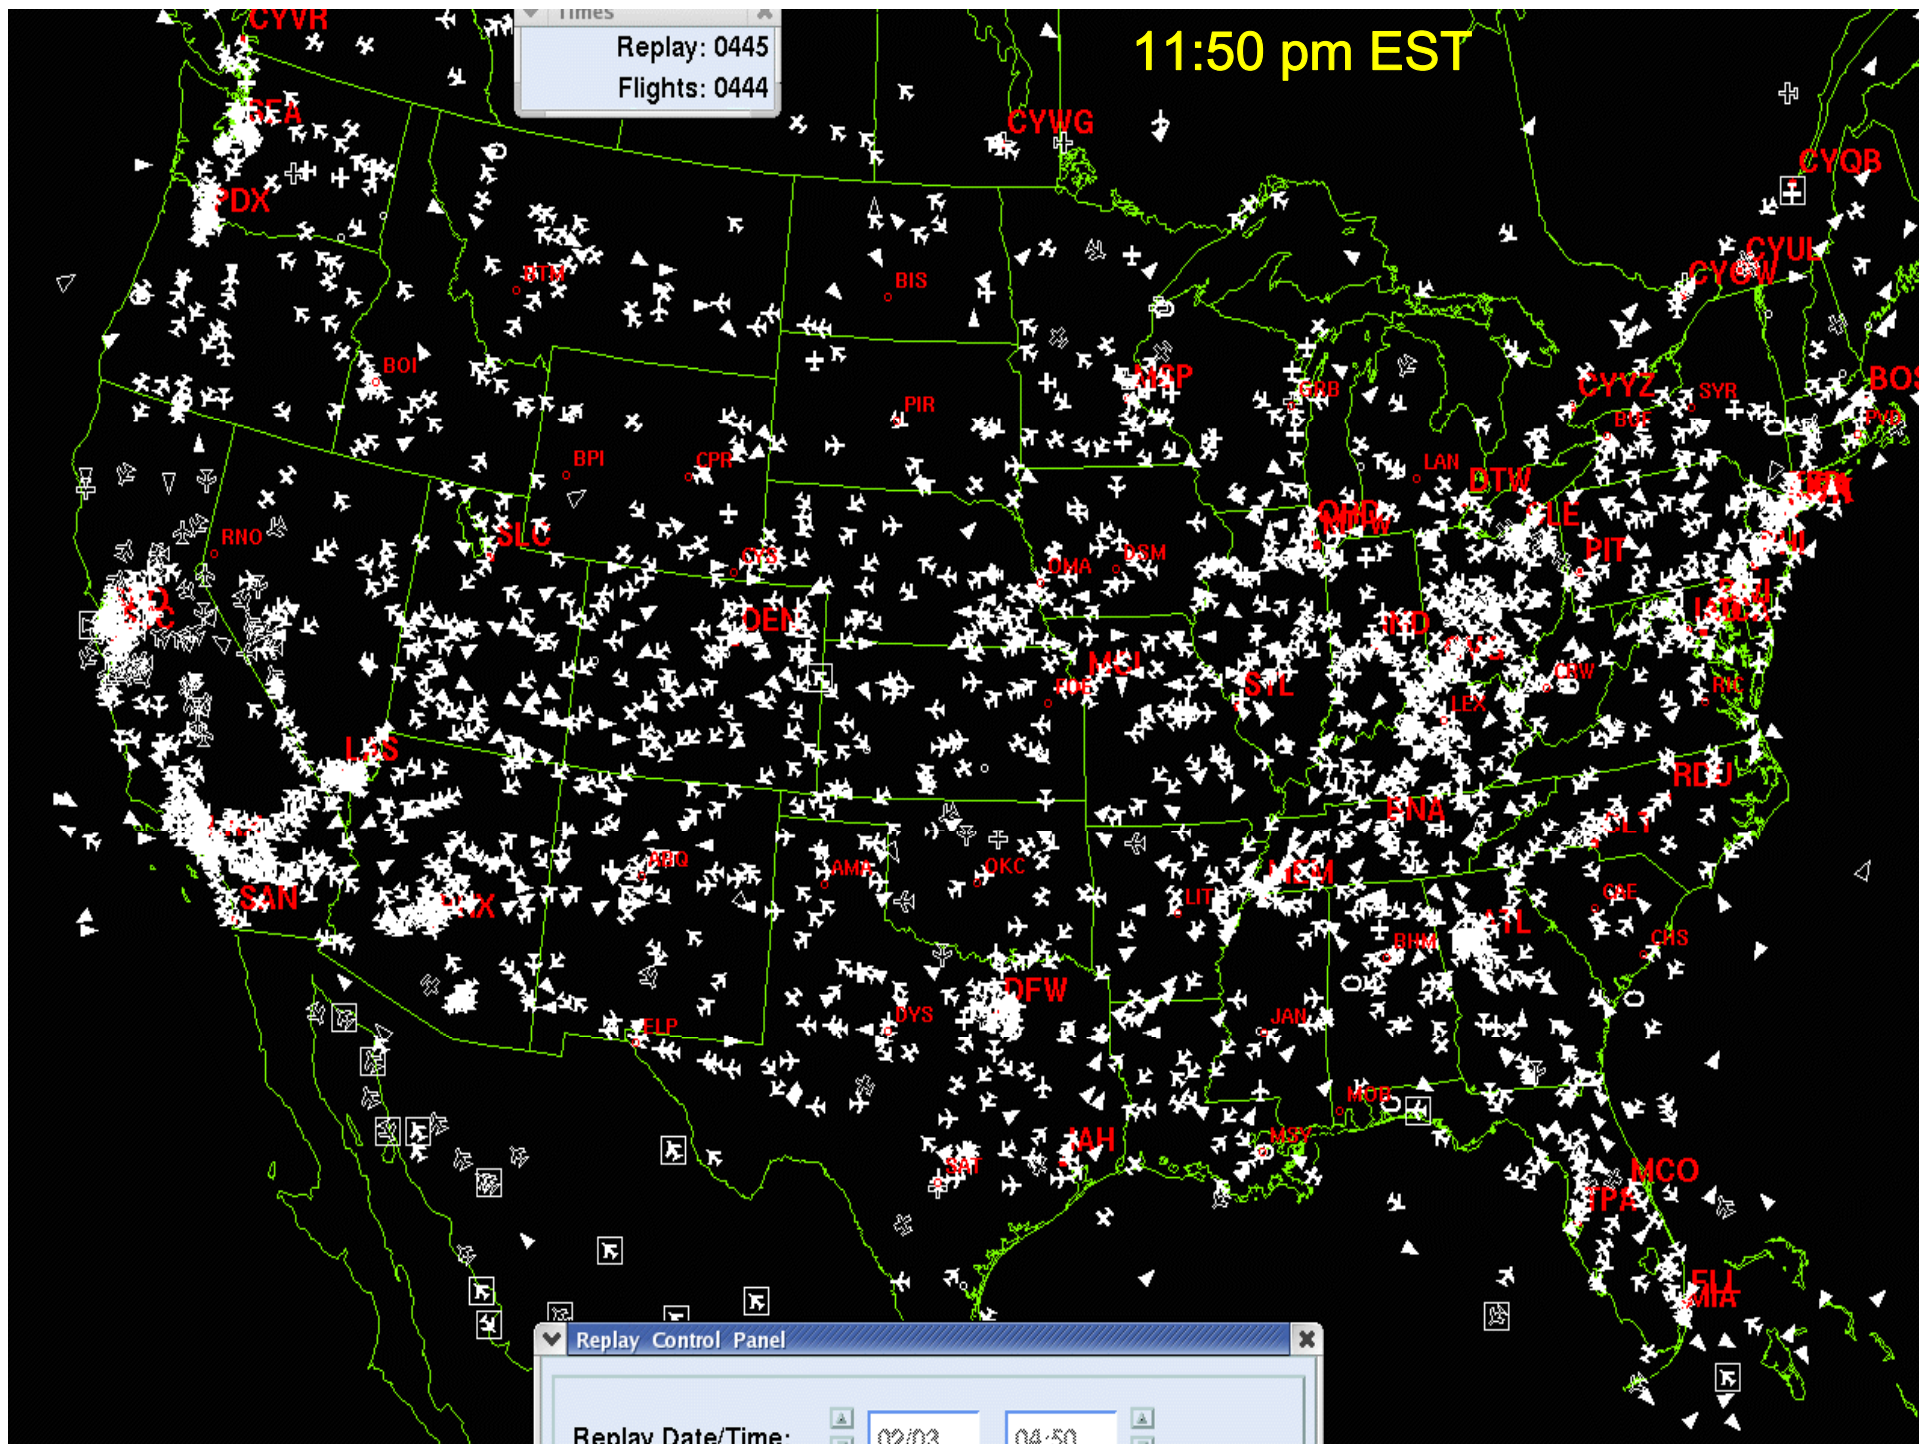 Times
Replay: 0445
Flights: 0444
11:50 pm EST
CYVR
SEA
PDX
CYWG
CYQB
CYUL
CYOW
BTM
BIS
BOI
MSP
GRB
CYYZ
SYR
BOS
BUF
PVD
PIR
BPI
CPR
LAN
DTW
CLE
ORD
RNO
SLC
CYS
OMA
DSM
PIT
DEN
IND
MCI
FOE
STL
CRW
RIC
LEX
LAS
RDU
BNA
CLT
ABQ
AMA
OKC
MEM
LIT
CAE
SAN
PHX
ATL
BHM
CHS
DFW
DYS
JAN
ELP
MOB
IAH
MSY
SAT
MCO
TPA
FLL
MIA
Replay Control Panel
Replay Date/Time: 02/03 04:50